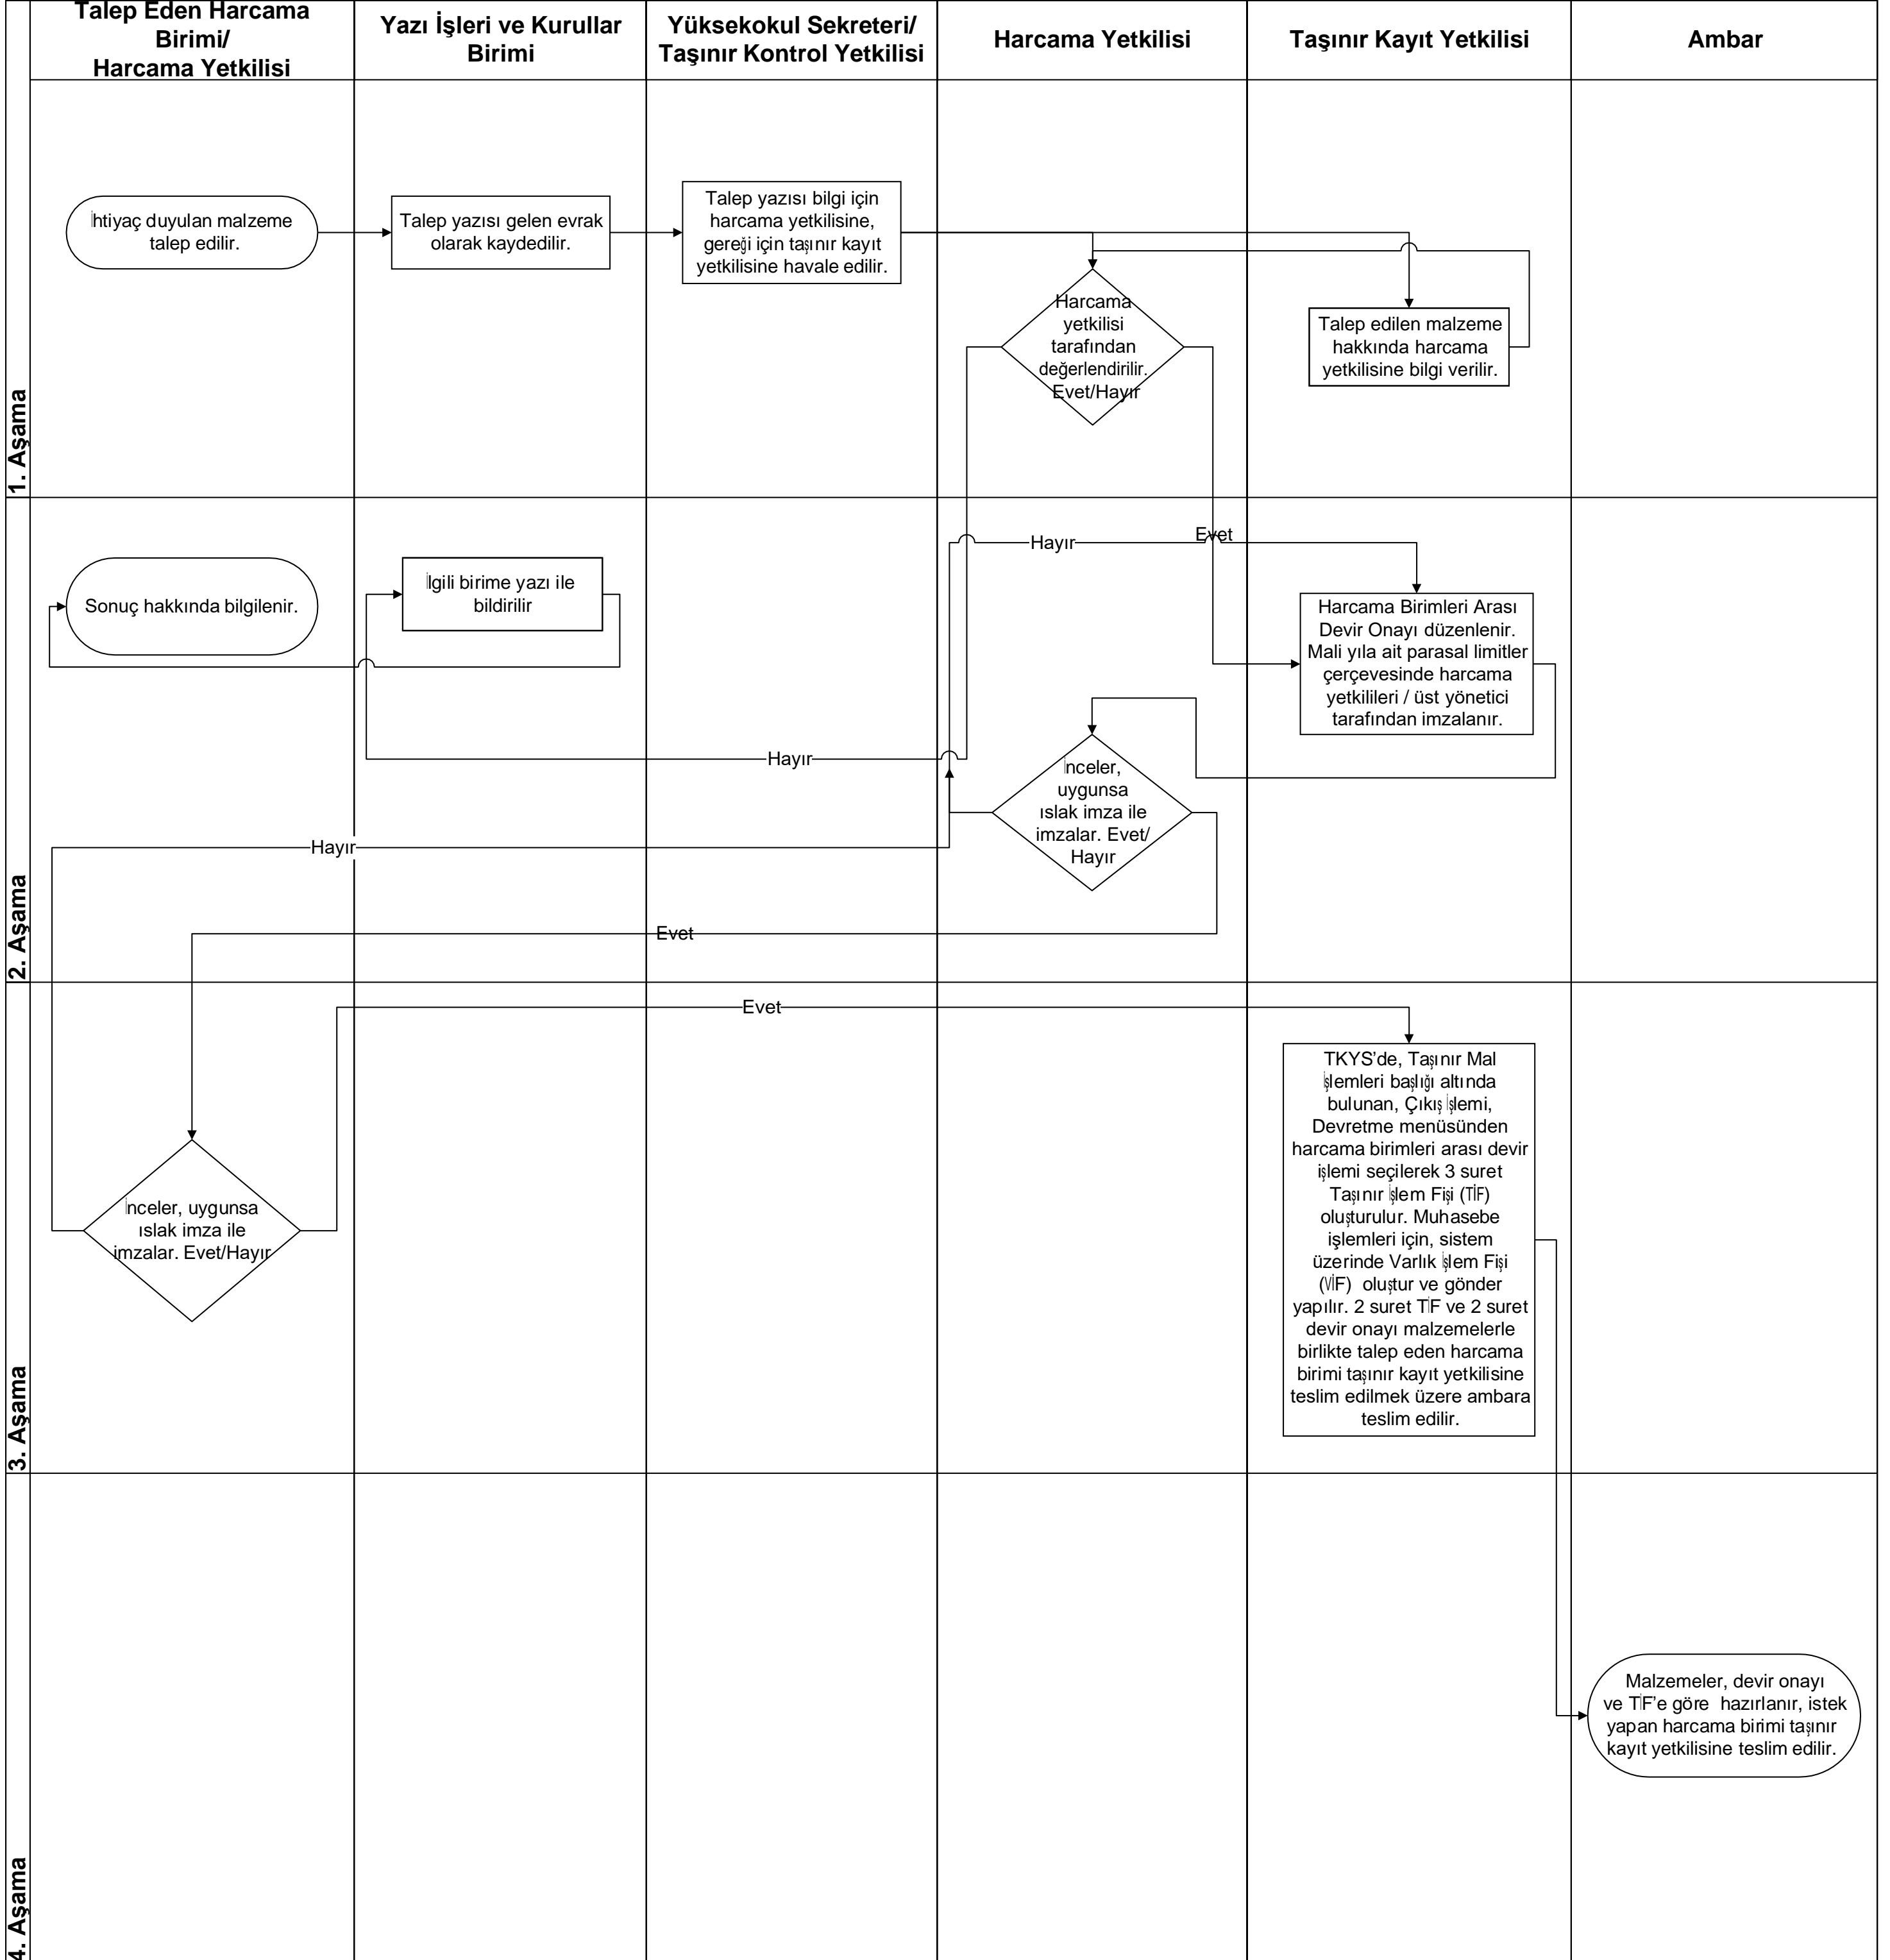 Talep Eden Harcama
Birimi/
Harcama Yetkilisi
Yazı İşleri ve Kurullar
Birimi
Yüksekokul Sekreteri/
Taşınır Kontrol Yetkilisi
Harcama Yetkilisi
Taşınır Kayıt Yetkilisi
Ambar
1. Aşama
İhtiyaç duyulan malzeme
talep edilir.
Talep yazısı gelen evrak
olarak kaydedilir.
Talep yazısı bilgi için
harcama yetkilisine,
gereği için taşınır kayıt
yetkilisine havale edilir.
Harcama
yetkilisi
tarafından
değerlendirilir.
Evet/Hayır
Talep edilen malzeme
hakkında harcama
yetkilisine bilgi verilir.
2. Aşama
Sonuç hakkında bilgilenir.
İlgili birime yazı ile
bildirilir
Hayır
Evet
Harcama Birimleri Arası
Devir Onayı düzenlenir.
Mali yıla ait parasal limitler
çerçevesinde harcama
yetkilileri / üst yönetici
tarafından imzalanır.
Hayır
İnceler,
uygunsa
ıslak imza ile
imzalar. Evet/
Hayır
Hayır
Evet
3. Aşama
Evet
İnceler, uygunsa
ıslak imza ile
imzalar. Evet/Hayır
TKYS’de, Taşınır Mal
İşlemleri başlığı altında
bulunan, Çıkış İşlemi,
Devretme menüsünden
harcama birimleri arası devir
işlemi seçilerek 3 suret
Taşınır İşlem Fişi (TİF)
oluşturulur. Muhasebe
işlemleri için, sistem
üzerinde Varlık İşlem Fişi
(VİF) oluştur ve gönder
yapılır. 2 suret TİF ve 2 suret
devir onayı malzemelerle
birlikte talep eden harcama
birimi taşınır kayıt yetkilisine
teslim edilmek üzere ambara
teslim edilir.
4. Aşama
Malzemeler, devir onayı
ve TİF’e göre hazırlanır, istek
yapan harcama birimi taşınır
kayıt yetkilisine teslim edilir.